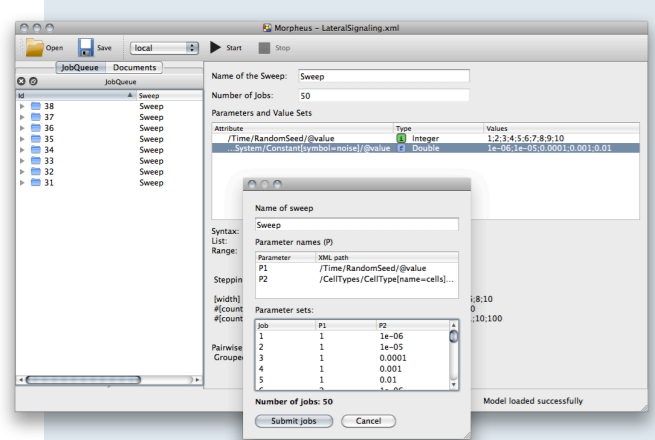 Morpheus - LateralSignaling.xml
Open Save local Start Stop
JobQueue Documents
JobQueue
Id Sweep
38 Sweep
37 Sweep
36 Sweep
35 Sweep
34 Sweep
33 Sweep
32 Sweep
31 Sweep
Name of the Sweep: Sweep
Number of Jobs: 50
Parameters and Value Sets
Attribute Type Values
/Time/RandomSeed/@value Integer 1;2;3;4;5;6;7;8;9;10
...System/Constant[symbol=noise]/@value Double 1e-06;1e-05;0.0001;0.001;0.01
Syntax:
List:
Range:
Steppin
[width] ;8;10
#[count 0
#[count ;10;100
Pairwise
Groupe
Name of sweep
Sweep
Parameter names (P)
Parameter XML path
P1 /Time/RandomSeed/@value
P2 /CellTypes/CellType[name=cells]...
Parameter sets:
Job P1 P2
1 1 1e-06
2 1 1e-05
3 1 0.0001
4 1 0.001
5 1 0.01
Number of jobs: 50
Submit jobs Cancel
Model loaded successfully